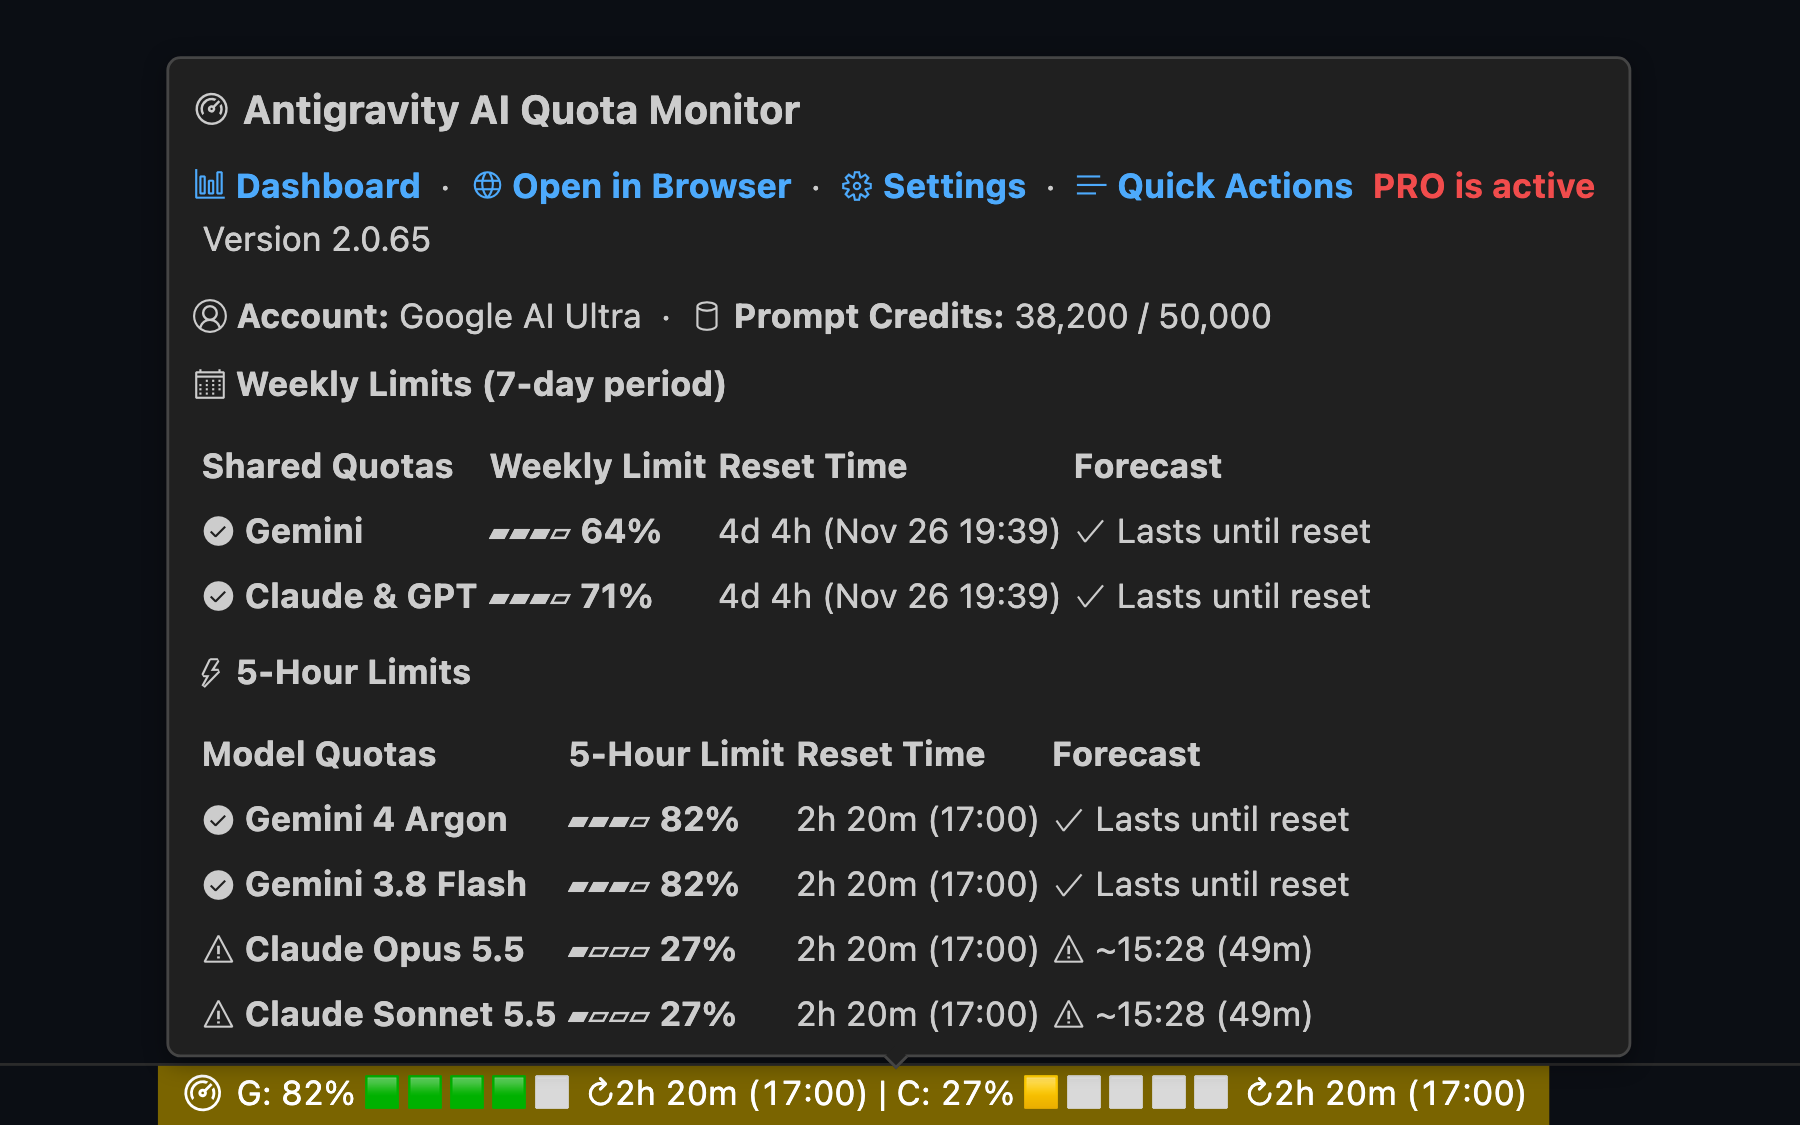 Antigravity AI Quota Monitor
Dashboard · Open in Browser · Settings · Quick Actions PRO is active
Version 2.0.65
Account: Google AI Ultra · Prompt Credits: 38,200 / 50,000
Weekly Limits (7-day period)
Shared Quotas Weekly Limit Reset Time Forecast
Gemini 64% 4d 4h (Nov 26 19:39) ✓ Lasts until reset
Claude & GPT 71% 4d 4h (Nov 26 19:39) ✓ Lasts until reset
5-Hour Limits
Model Quotas 5-Hour Limit Reset Time Forecast
Gemini 4 Argon 82% 2h 20m (17:00) ✓ Lasts until reset
Gemini 3.8 Flash 82% 2h 20m (17:00) ✓ Lasts until reset
Claude Opus 5.5 27% 2h 20m (17:00) ⚠ ~15:28 (49m)
Claude Sonnet 5.5 27% 2h 20m (17:00) ⚠ ~15:28 (49m)
G: 82% ↻2h 20m (17:00) | C: 27% ↻2h 20m (17:00)